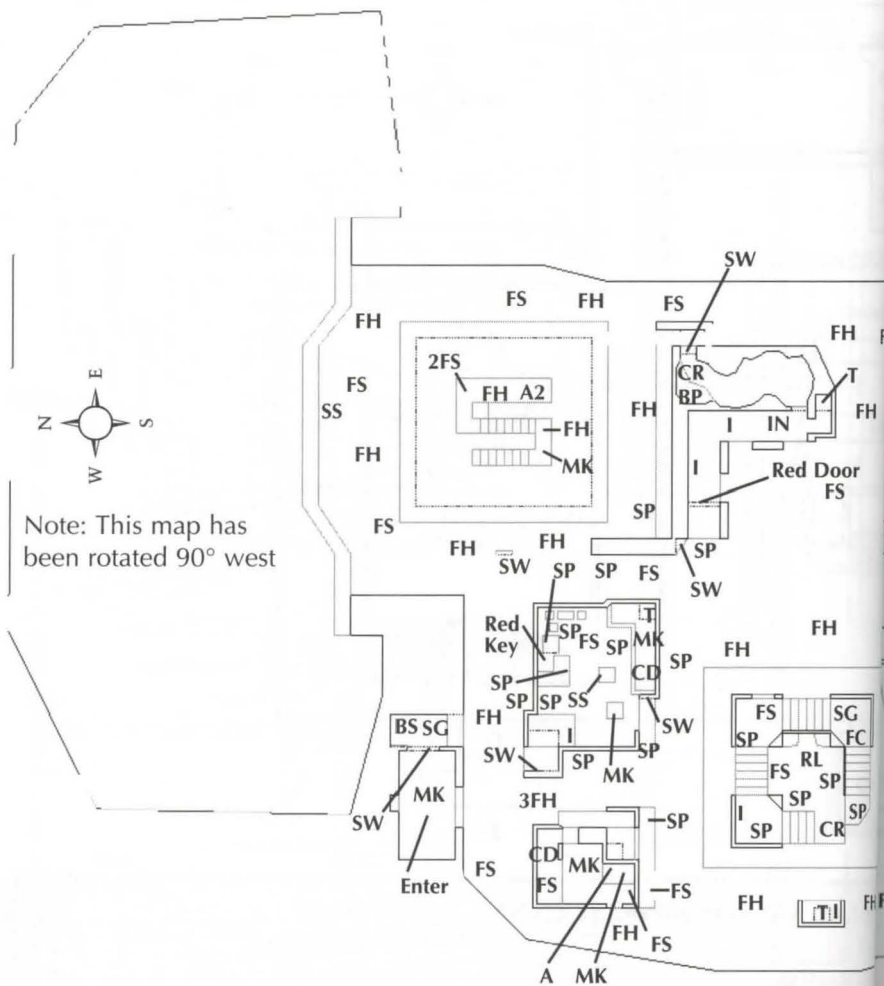 SW
FS FH FS
FH FH F
2FS CR T
FS FH A2 BP
SS FH FH I IN FH
E
N S
W
FH MK I Red Door
FS
Note: This map has
been rotated 90° west
FS SP
FH FH SP
SW SP SP FS SW
SP
Red
Key
SP FS SP T
MK
FH
FH
SP
SP CD
SS
SP SP
BS SG FH SW
FS SG
I SP
SP FC
SW SP MK RL
FS SP
MK
SW
3FH SP I SP SP
SP CR
Enter FS CD MK
FS FS
FH FH F
T I
FH FS
A MK